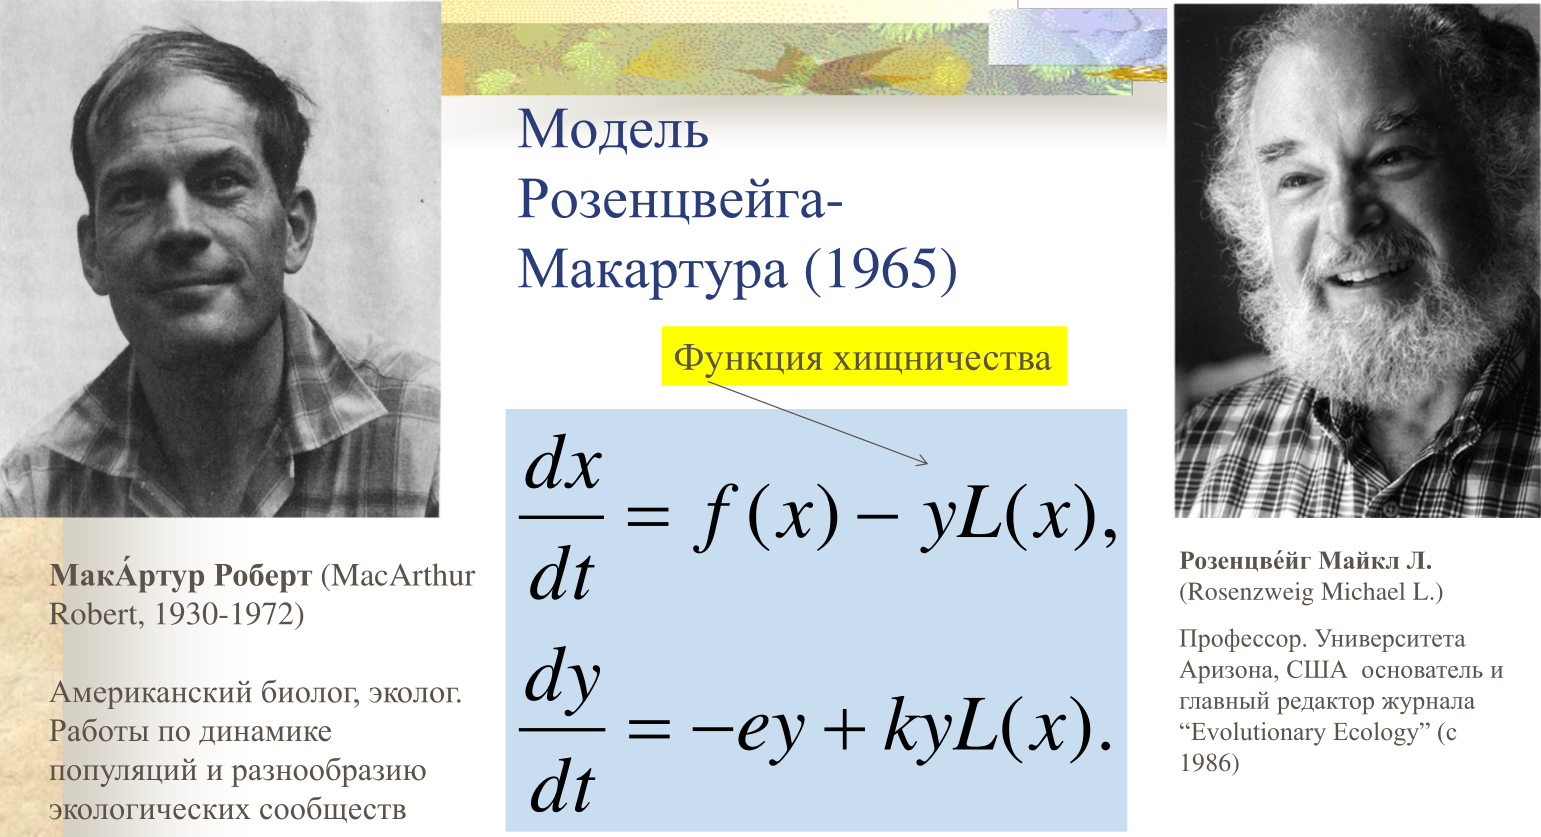 Модель
Розенцвейга-
Макартура (1965)
Функция хищничества
dx/dt = f(x) − yL(x),
dy/dt = −ey + kyL(x).
МакА́ртур Роберт (MacArthur
Robert, 1930-1972)
Американский биолог, эколог.
Работы по динамике
популяций и разнообразию
экологических сообществ
Розенцве́йг Майкл Л.
(Rosenzweig Michael L.)
Профессор. Университета
Аризона, США основатель и
главный редактор журнала
“Evolutionary Ecology” (с
1986)